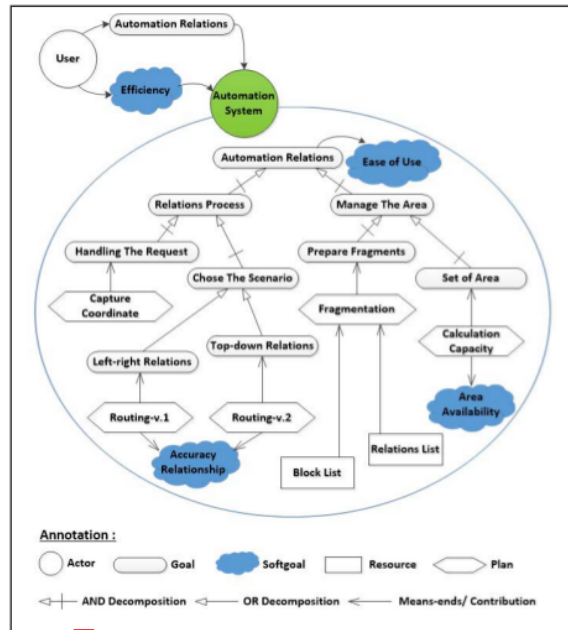 Automation Relations
User
Efficiency
Automation
System
Automation Relations
Ease of Use
Relations Process
Manage The Area
Handling The Request
Prepare Fragments
Chose The Scenario
Set of Area
Capture
Coordinate
Fragmentation
Calculation
Capacity
Left-right Relations
Top-down Relations
Area
Availability
Routing-v.1
Routing-v.2
Accuracy
Relationship
Block List
Relations List
Annotation :
Actor
Goal
Softgoal
Resource
Plan
AND Decomposition
OR Decomposition
Means-ends/ Contribution